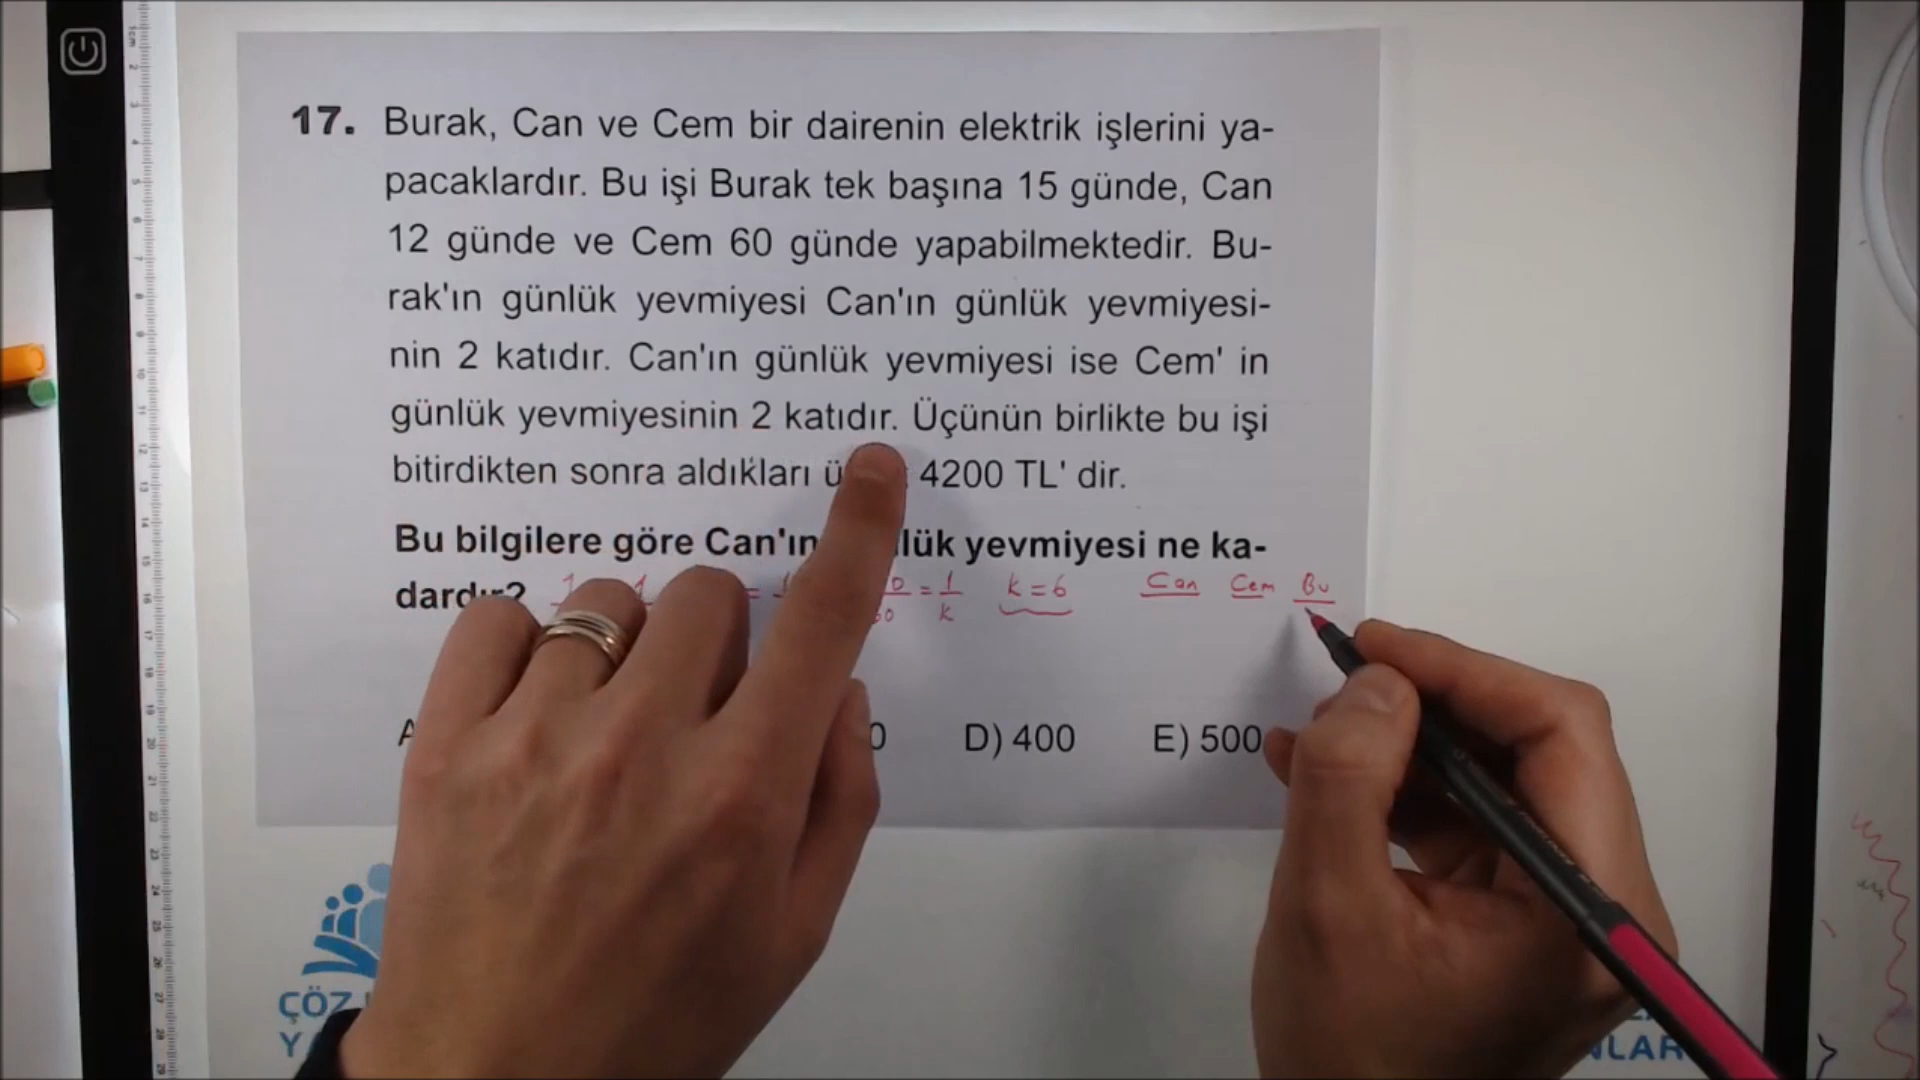 17. Burak, Can ve Cem bir dairenin elektrik işlerini ya-
pacaklardır. Bu işi Burak tek başına 15 günde, Can
12 günde ve Cem 60 günde yapabilmektedir. Bu-
rak'ın günlük yevmiyesi Can'ın günlük yevmiyesi-
nin 2 katıdır. Can'ın günlük yevmiyesi ise Cem' in
günlük yevmiyesinin 2 katıdır. Üçünün birlikte bu işi
bitirdikten sonra aldıkları 4200 TL' dir.
Bu bilgilere göre Can'ın yevmiyesi ne ka-
dardır?
= 1/k k = 6 Can Cem Bu
D) 400 E) 500
ÇÖZ